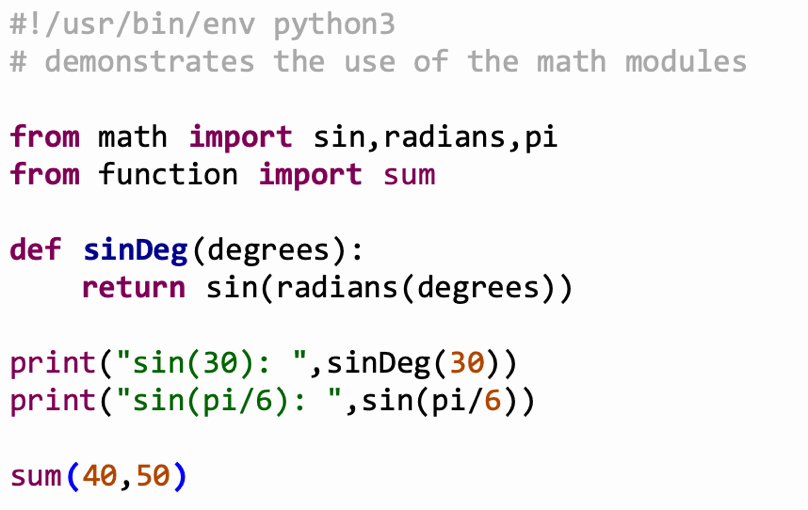 #!/usr/bin/env python3
# demonstrates the use of the math modules
from math import sin,radians,pi
from function import sum
def sinDeg(degrees):
    return sin(radians(degrees))
print("sin(30): ",sinDeg(30))
print("sin(pi/6): ",sin(pi/6))
sum(40,50)